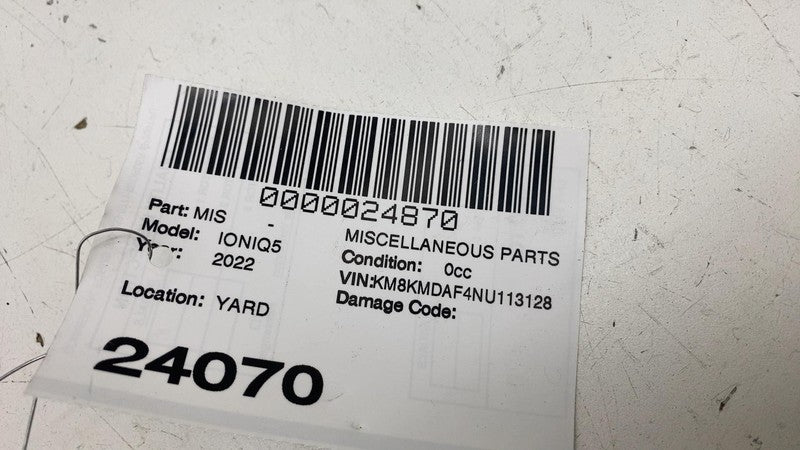 0000024870
Part: MIS - MISCELLANEOUS PARTS
Model: IONIQ5 Condition: 0cc
Year: 2022 VIN:KM8KMDAF4NU113128
Location: YARD Damage Code:
24070